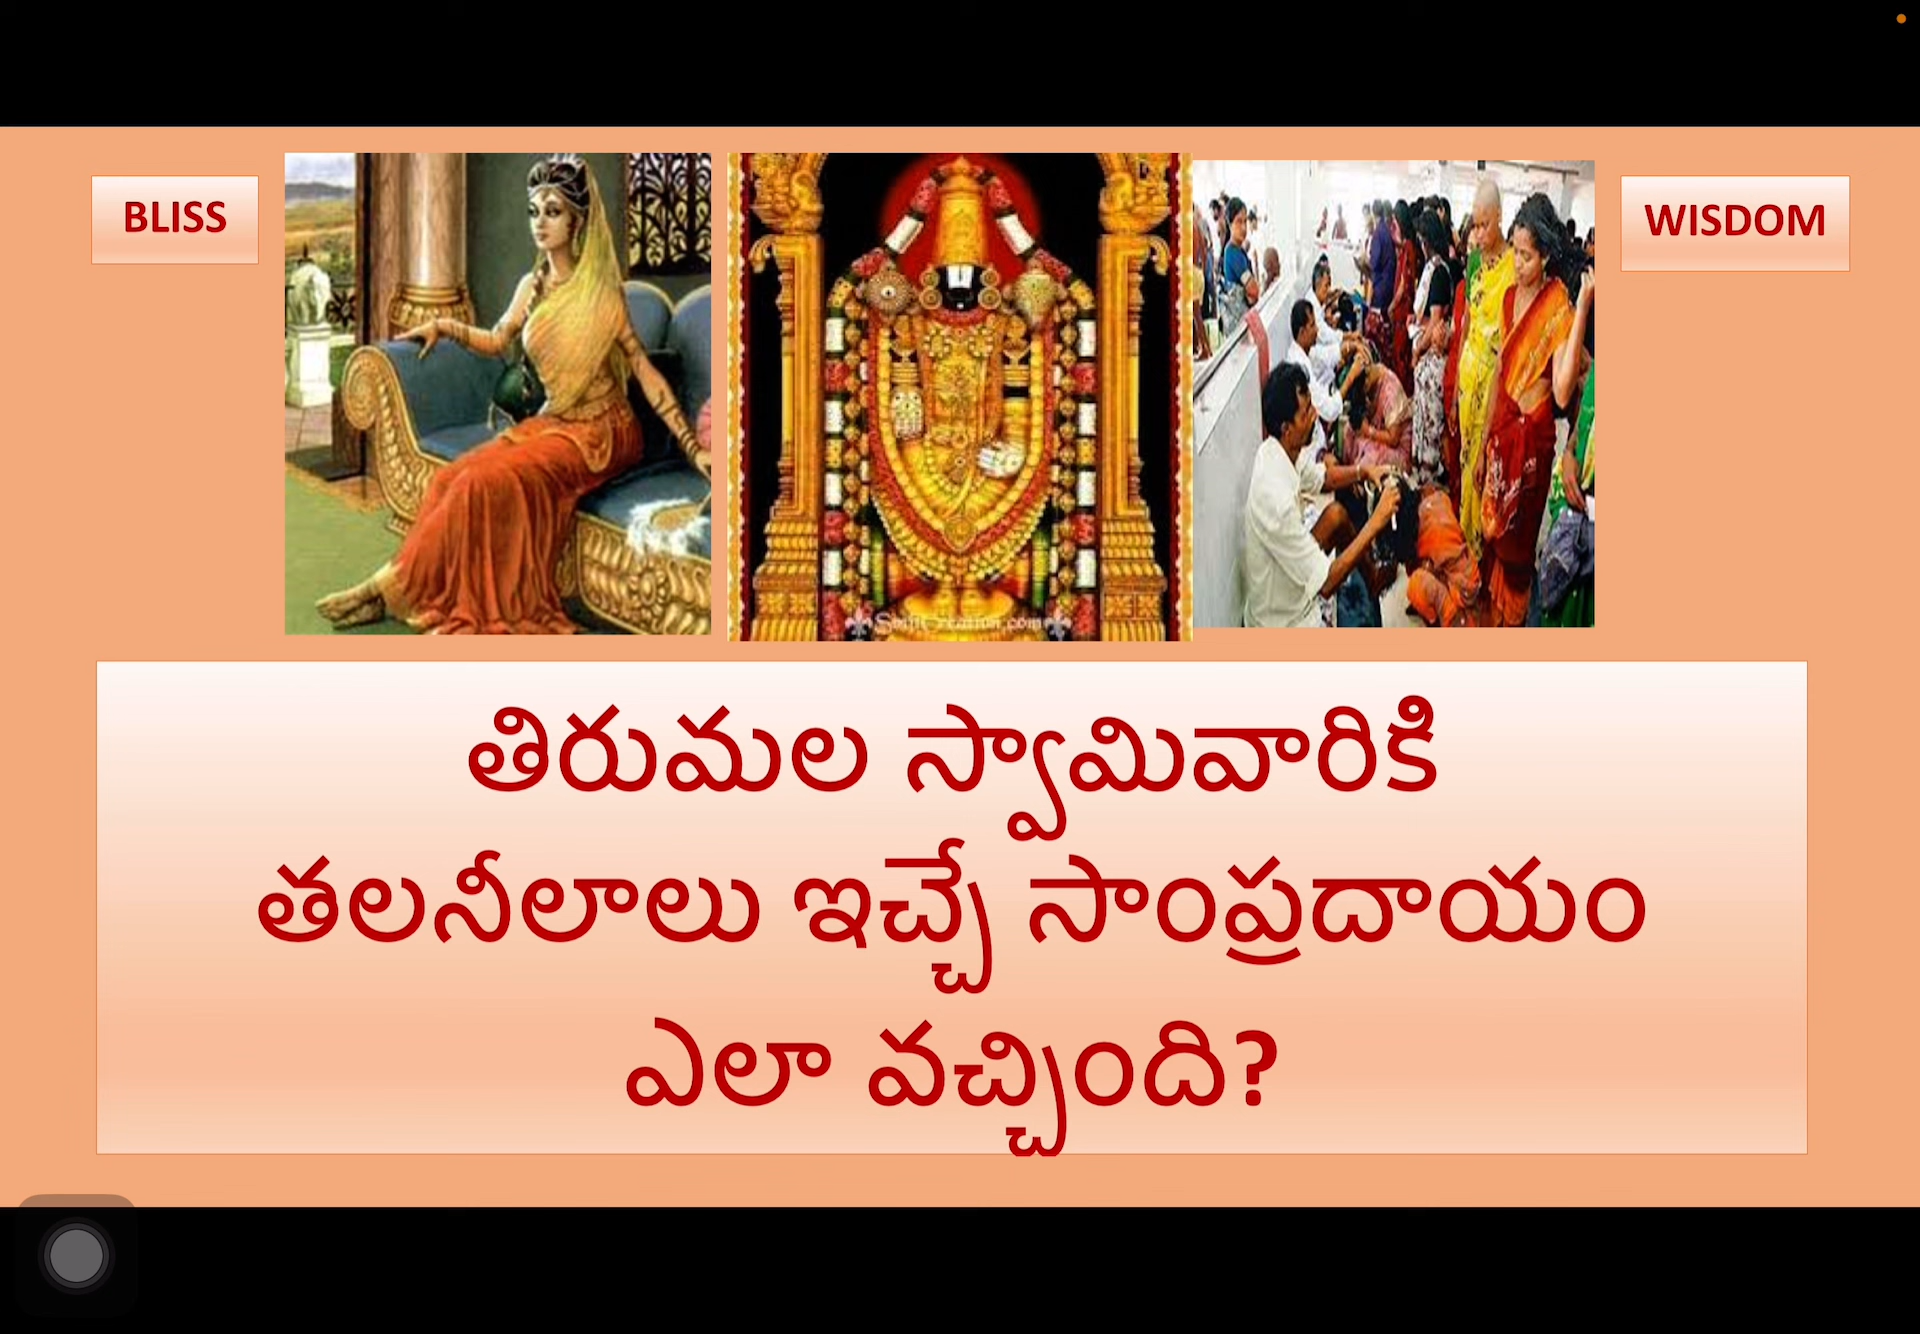 BLISS
WISDOM
తిరుమల స్వామివారికి
తలనీలాలు ఇచ్చే సాంప్రదాయం
ఎలా వచ్చింది?